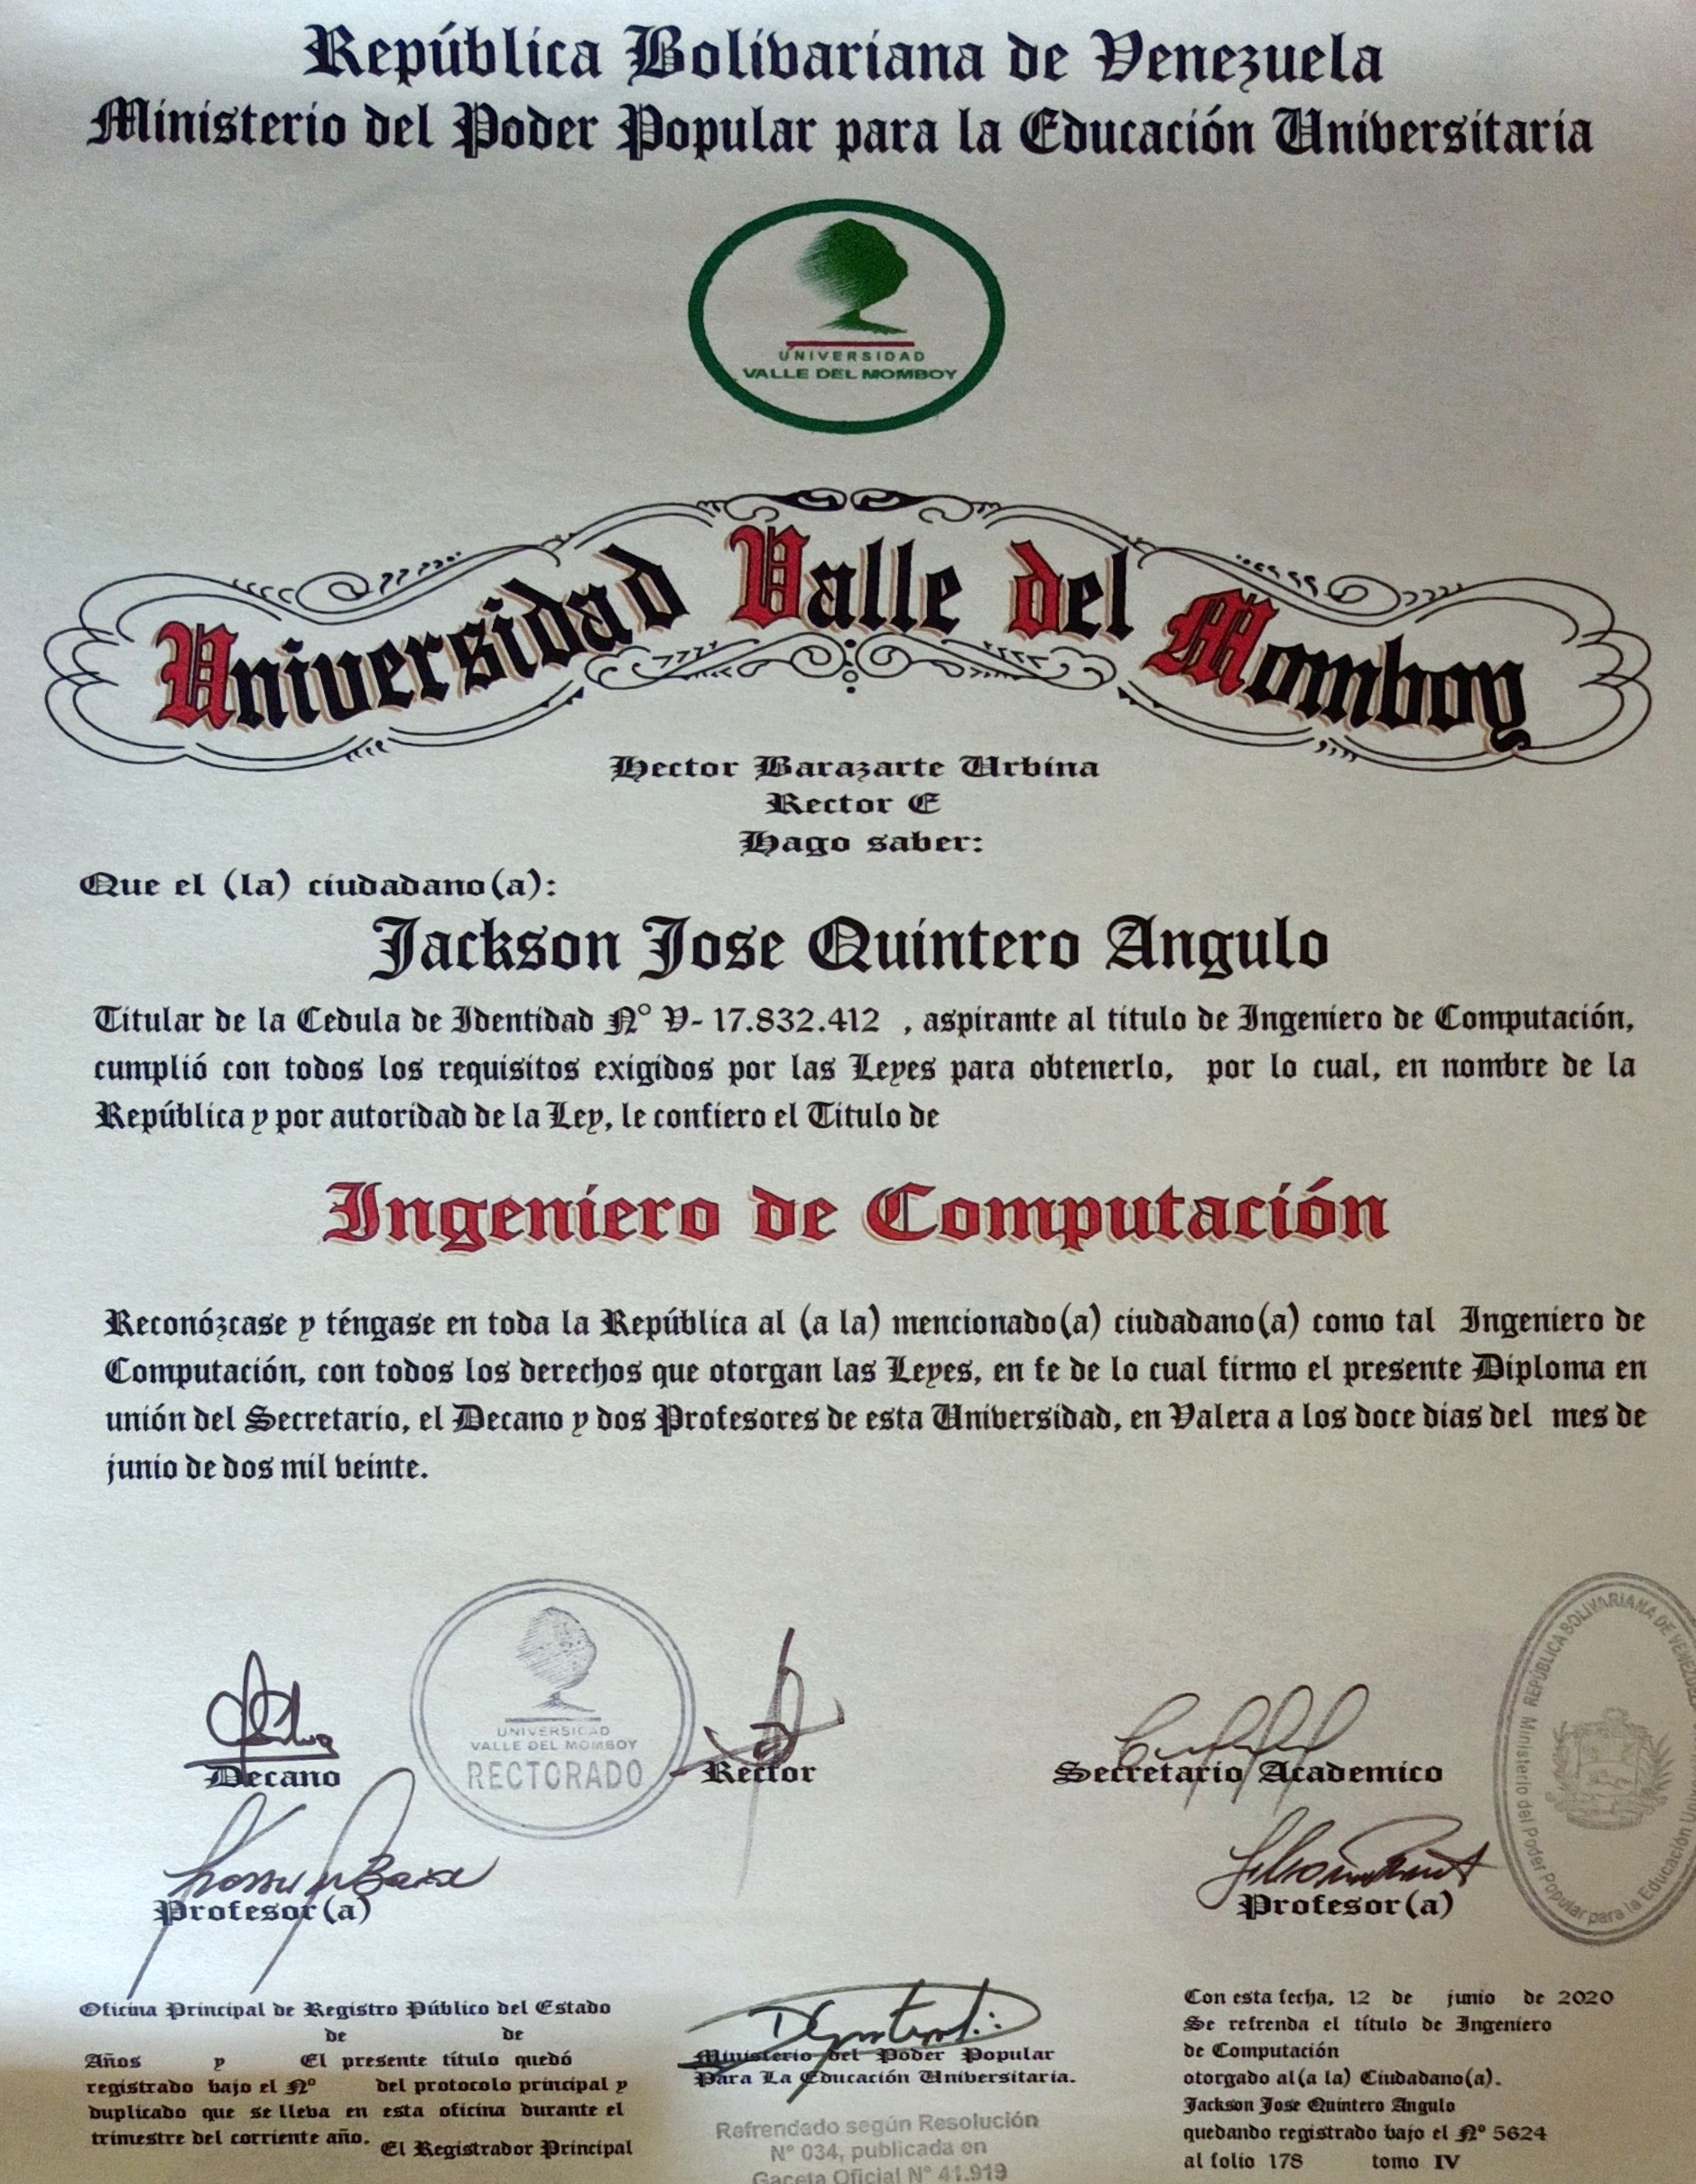 República Bolivariana de Venezuela
Ministerio del Poder Popular para la Educación Universitaria
UNIVERSIDAD
VALLE DEL MOMBOY
Universidad Valle del Momboy
Hector Barazarte Urbina
Rector E
Hago saber:
Que el (la) ciudadano(a):
Jackson Jose Quintero Angulo
Titular de la Cedula de Identidad Nº V- 17.832.412 , aspirante al titulo de Ingeniero de Computación,
cumplió con todos los requisitos exigidos por las Leyes para obtenerlo, por lo cual, en nombre de la
República y por autoridad de la Ley, le confiero el Titulo de
Ingeniero de Computación
Reconózcase y téngase en toda la República al (a la) mencionado(a) ciudadano(a) como tal Ingeniero de
Computación, con todos los derechos que otorgan las Leyes, en fe de lo cual firmo el presente Diploma en
unión del Secretario, el Decano y dos Profesores de esta Universidad, en Valera a los doce dias del mes de
junio de dos mil veinte.
UNIVERSIDAD
VALLE DEL MOMBOY
RECTORADO
REPÚBLICA BOLIVARIANA DE VENEZUELA
Ministerio del Poder Popular para la Educación
Decano
Rector
Secretario Academico
Profesor(a)
Profesor(a)
Oficina Principal de Registro Público del Estado
de de
Años y El presente titulo quedó
registrado bajo el Nº del protocolo principal y
duplicado que se lleva en esta oficina durante el
trimestre del corriente año.
El Registrador Principal
Ministerio del Poder Popular
Para La Educación Universitaria.
Refrendado según Resolución
N° 034, publicada en
Gaceta Oficial N° 41.919
Con esta fecha, 12 de junio de 2020
Se refrenda el título de Ingeniero
de Computación
otorgado al(a la) Ciudadano(a).
Jackson Jose Quintero Angulo
quedando registrado bajo el Nº 5624
al folio 178 tomo IV